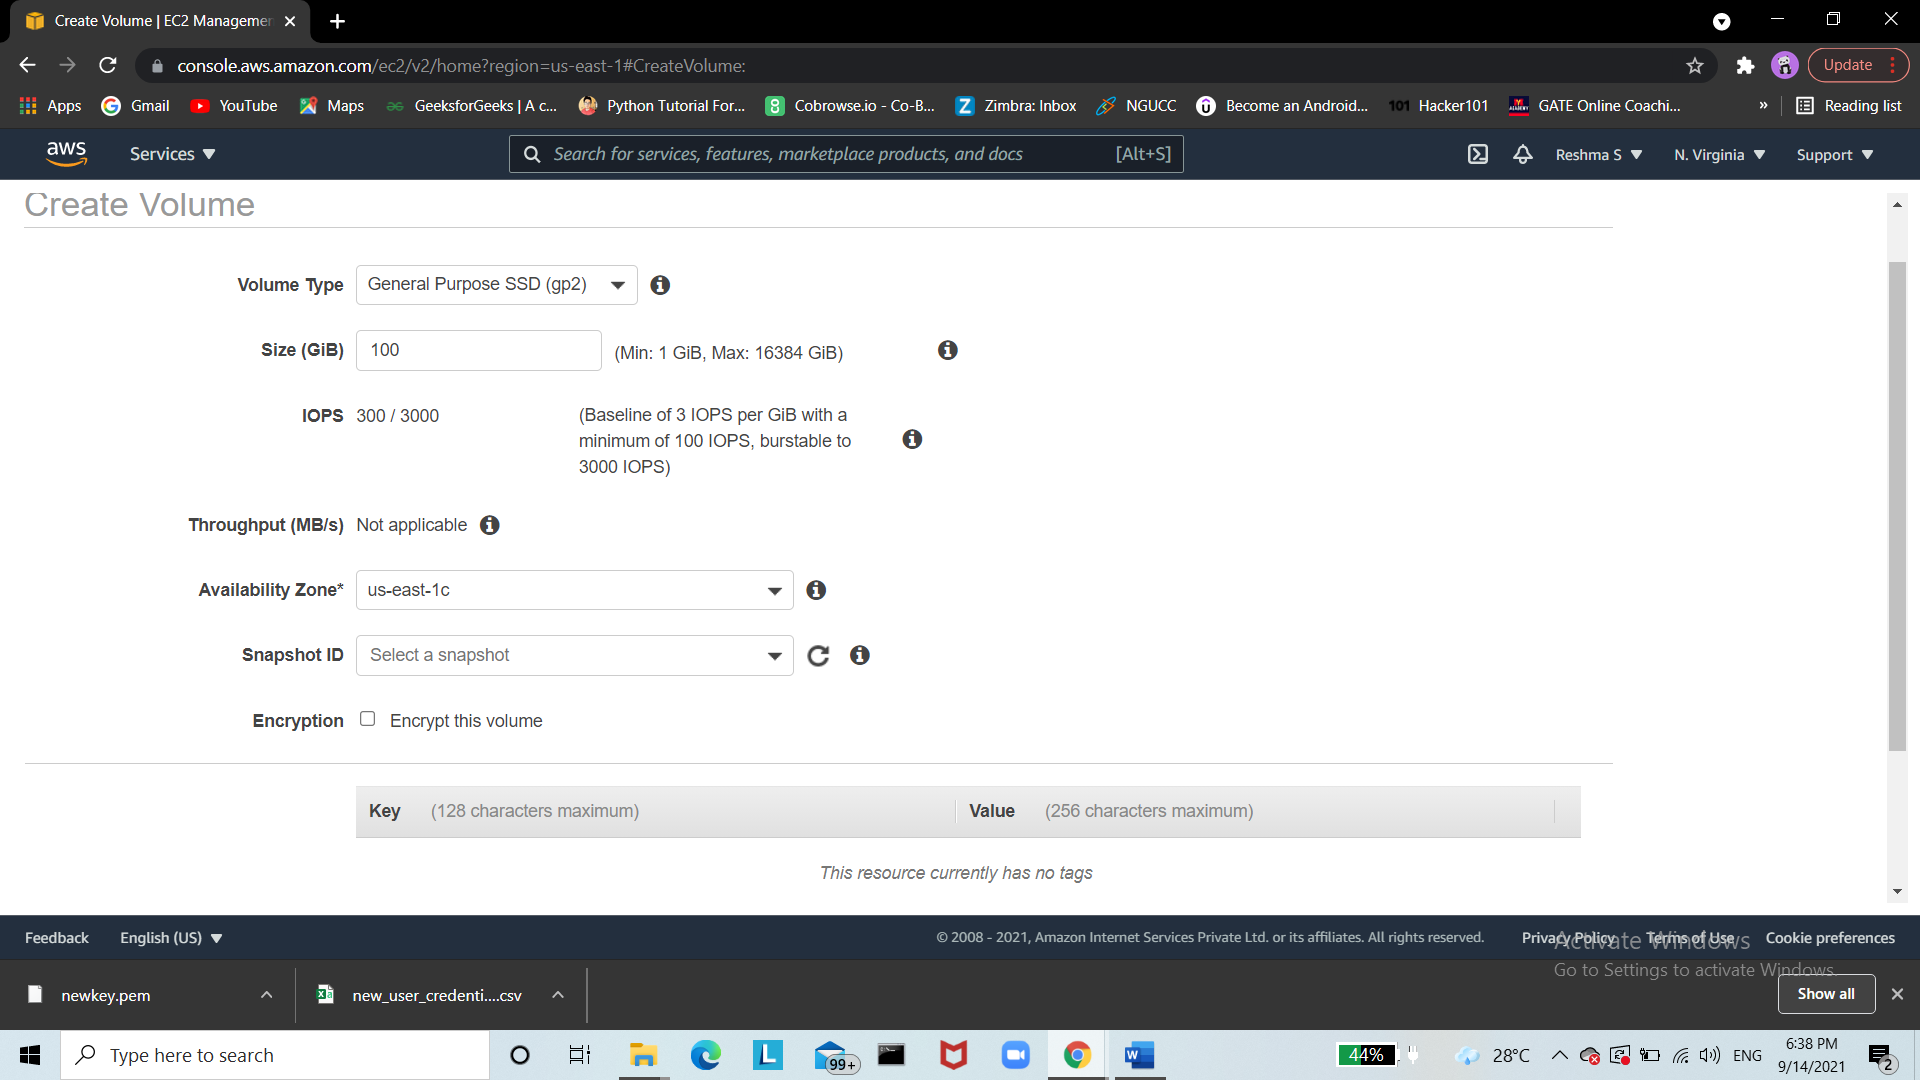 Create Volume | EC2 Managemen
console.aws.amazon.com/ec2/v2/home?region=us-east-1#CreateVolume:
Update
Apps
Gmail
YouTube
Maps
GeeksforGeeks | A c...
Python Tutorial For...
Cobrowse.io - Co-B...
Zimbra: Inbox
NGUCC
Become an Android...
101 Hacker101
GATE Online Coachi...
»
Reading list
aws
Services
Search for services, features, marketplace products, and docs
[Alt+S]
Reshma S
N. Virginia
Support
Create Volume
Volume Type
General Purpose SSD (gp2)
Size (GiB)
100
(Min: 1 GiB, Max: 16384 GiB)
IOPS
300 / 3000
(Baseline of 3 IOPS per GiB with a
minimum of 100 IOPS, burstable to
3000 IOPS)
Throughput (MB/s)
Not applicable
Availability Zone*
us-east-1c
Snapshot ID
Select a snapshot
Encryption
Encrypt this volume
Key (128 characters maximum)
Value (256 characters maximum)
This resource currently has no tags
Feedback
English (US)
© 2008 - 2021, Amazon Internet Services Private Ltd. or its affiliates. All rights reserved.
Privacy Policy
Terms of Use
Cookie preferences
Activate Windows
Go to Settings to activate Windows.
newkey.pem
new_user_credenti....csv
Show all
Type here to search
99+
44%
28°C
ENG
6:38 PM
9/14/2021
2